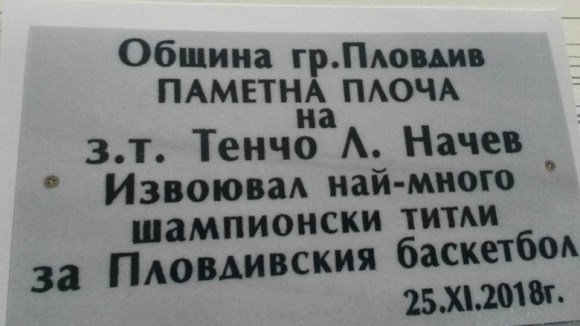 Община гр.Пловдив
ПАМЕТНА ПЛОЧА
на
з.т. Тенчо Л. Начев
Извоювал най-много
шампионски титли
за Пловдивския баскетбол
25.XI.2018г.